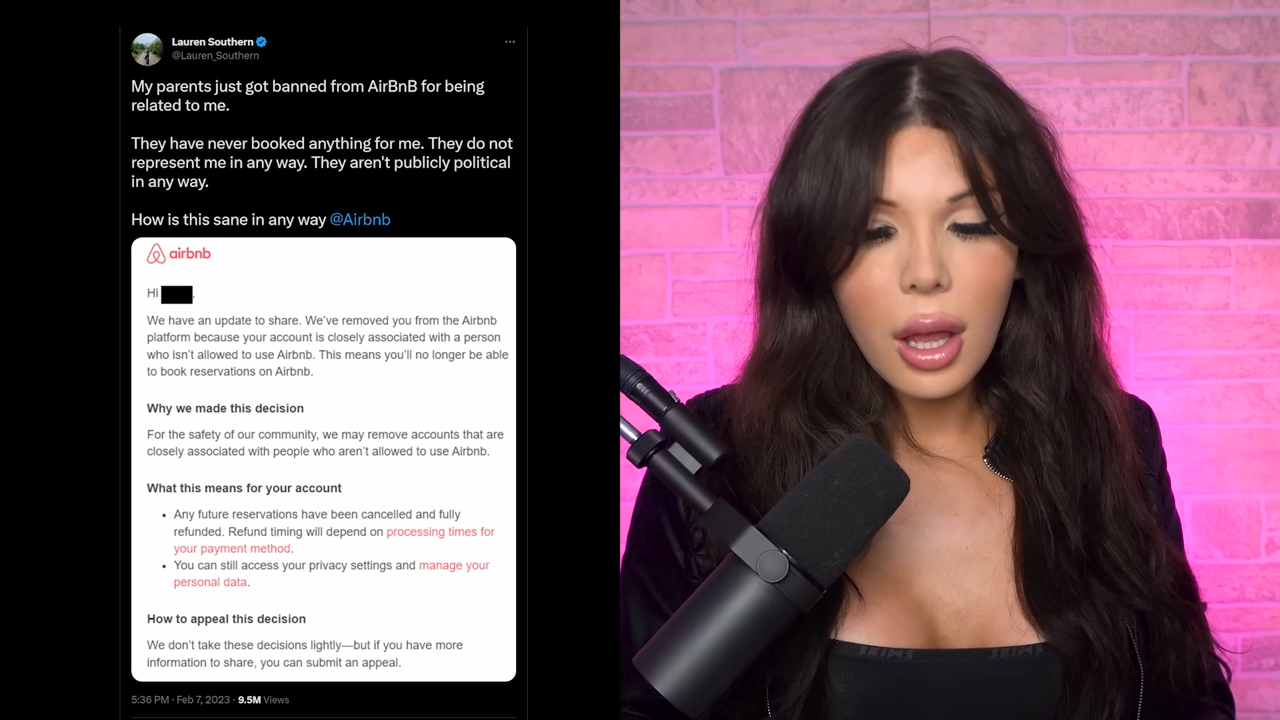 Lauren Southern
@Lauren_Southern
My parents just got banned from AirBnB for being
related to me.
They have never booked anything for me. They do not
represent me in any way. They aren't publicly political
in any way.
How is this sane in any way @Airbnb
airbnb
Hi
We have an update to share. We've removed you from the Airbnb
platform because your account is closely associated with a person
who isn't allowed to use Airbnb. This means you'll no longer be able
to book reservations on Airbnb.
Why we made this decision
For the safety of our community, we may remove accounts that are
closely associated with people who aren't allowed to use Airbnb.
What this means for your account
• Any future reservations have been cancelled and fully
refunded. Refund timing will depend on processing times for
your payment method.
• You can still access your privacy settings and manage your
personal data.
How to appeal this decision
We don't take these decisions lightly—but if you have more
information to share, you can submit an appeal.
5:36 PM · Feb 7, 2023 · 9.5M Views
SKIMS SKIMS